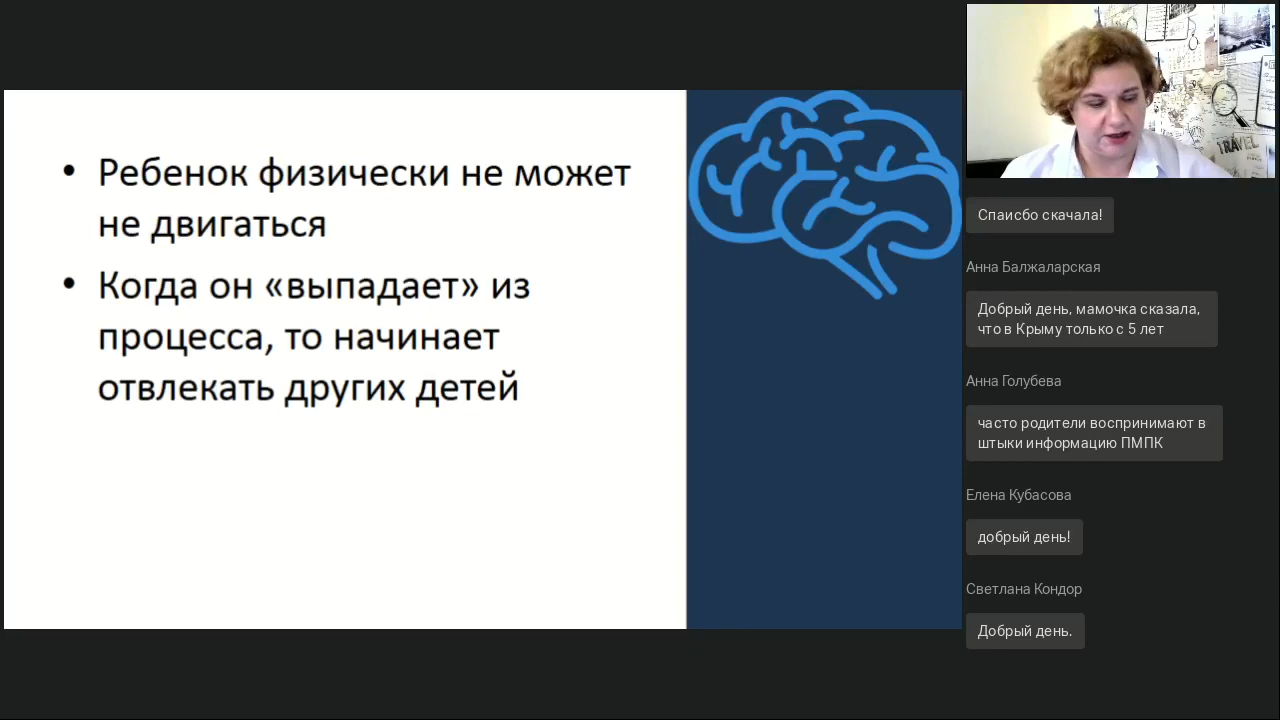 • Ребенок физически не может
не двигаться
• Когда он «выпадает» из
процесса, то начинает
отвлекать других детей
TRAVEL
Спаисбо скачала!
Анна Балжаларская
Добрый день, мамочка сказала,
что в Крыму только с 5 лет
Анна Голубева
часто родители воспринимают в
штыки информацию ПМПК
Елена Кубасова
добрый день!
Светлана Кондор
Добрый день.